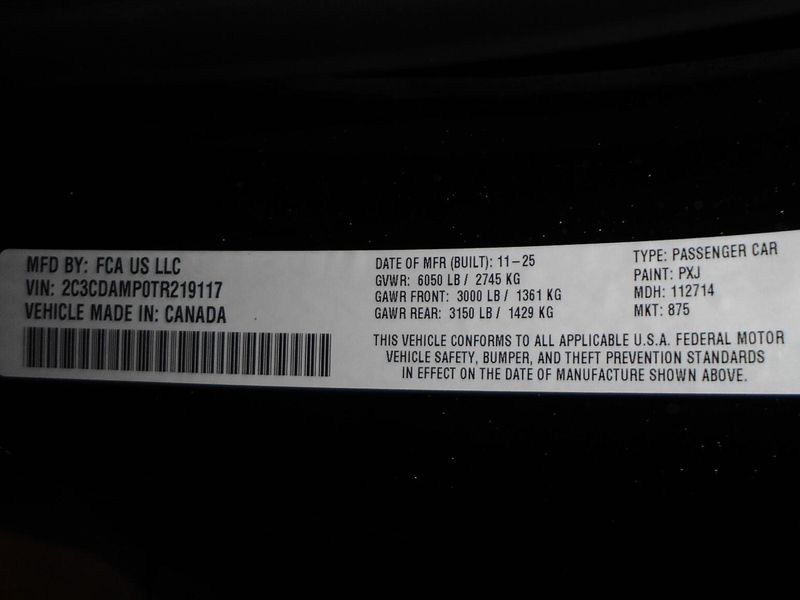 MFD BY: FCA US LLC
VIN: 2C3CDAMP0TR219117
VEHICLE MADE IN: CANADA
DATE OF MFR (BUILT): 11-25
GVWR: 6050 LB / 2745 KG
GAWR FRONT: 3000 LB / 1361 KG
GAWR REAR: 3150 LB / 1429 KG
TYPE: PASSENGER CAR
PAINT: PXJ
MDH: 112714
MKT: 875
THIS VEHICLE CONFORMS TO ALL APPLICABLE U.S.A. FEDERAL MOTOR
VEHICLE SAFETY, BUMPER, AND THEFT PREVENTION STANDARDS
IN EFFECT ON THE DATE OF MANUFACTURE SHOWN ABOVE.